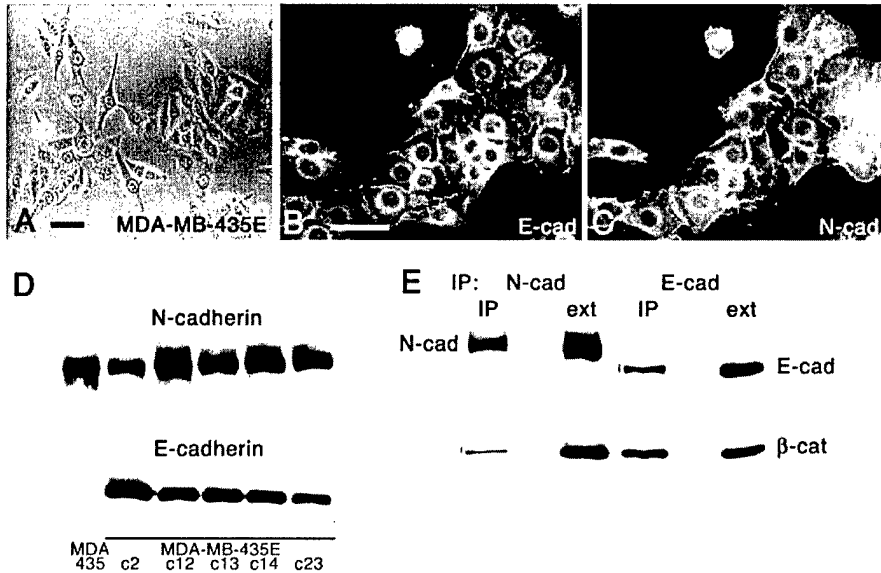 A MDA-MB-435E
B E-cad
C N-cad
D
N-cadherin
E-cadherin
MDA 435
MDA-MB-435E
c2 c12 c13 c14 c23
E
IP: N-cad E-cad
IP ext IP ext
N-cad
E-cad
β-cat